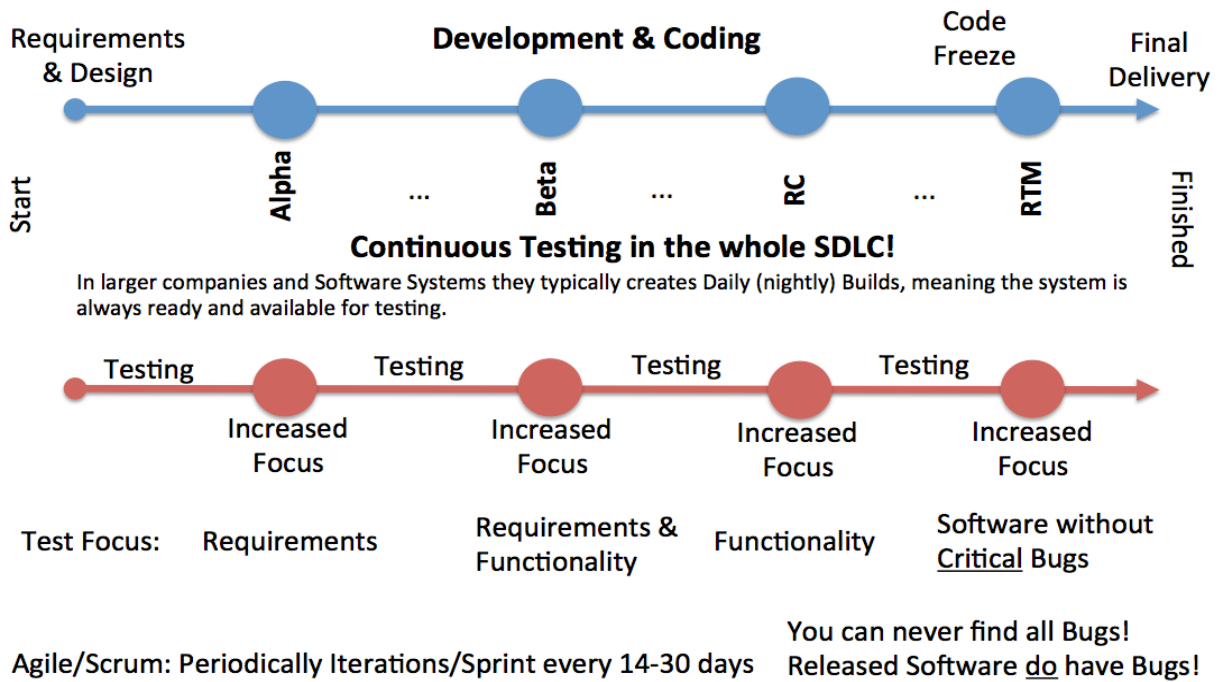 Requirements
& Design
Development & Coding
Code
Freeze
Final
Delivery
Start
Alpha
...
Beta
...
RC
...
RTM
Finished
Continuous Testing in the whole SDLC!
In larger companies and Software Systems they typically creates Daily (nightly) Builds, meaning the system is
always ready and available for testing.
Testing
Testing
Testing
Testing
Increased
Focus
Increased
Focus
Increased
Focus
Increased
Focus
Test Focus:
Requirements
Requirements &
Functionality
Functionality
Software without
Critical Bugs
Agile/Scrum: Periodically Iterations/Sprint every 14-30 days
You can never find all Bugs!
Released Software do have Bugs!